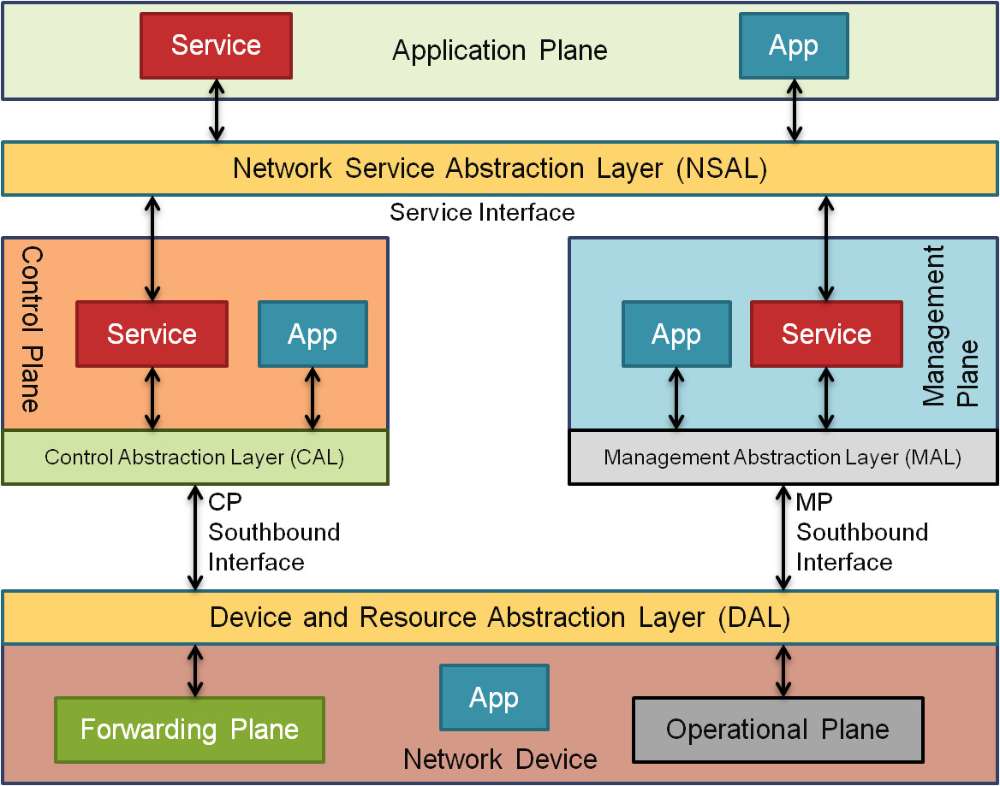 Service
Application Plane
App
Network Service Abstraction Layer (NSAL)
Service Interface
Control Plane
Service
App
App
Service
Management
Plane
Control Abstraction Layer (CAL)
Management Abstraction Layer (MAL)
CP
Southbound
Interface
MP
Southbound
Interface
Device and Resource Abstraction Layer (DAL)
App
Forwarding Plane
Operational Plane
Network Device